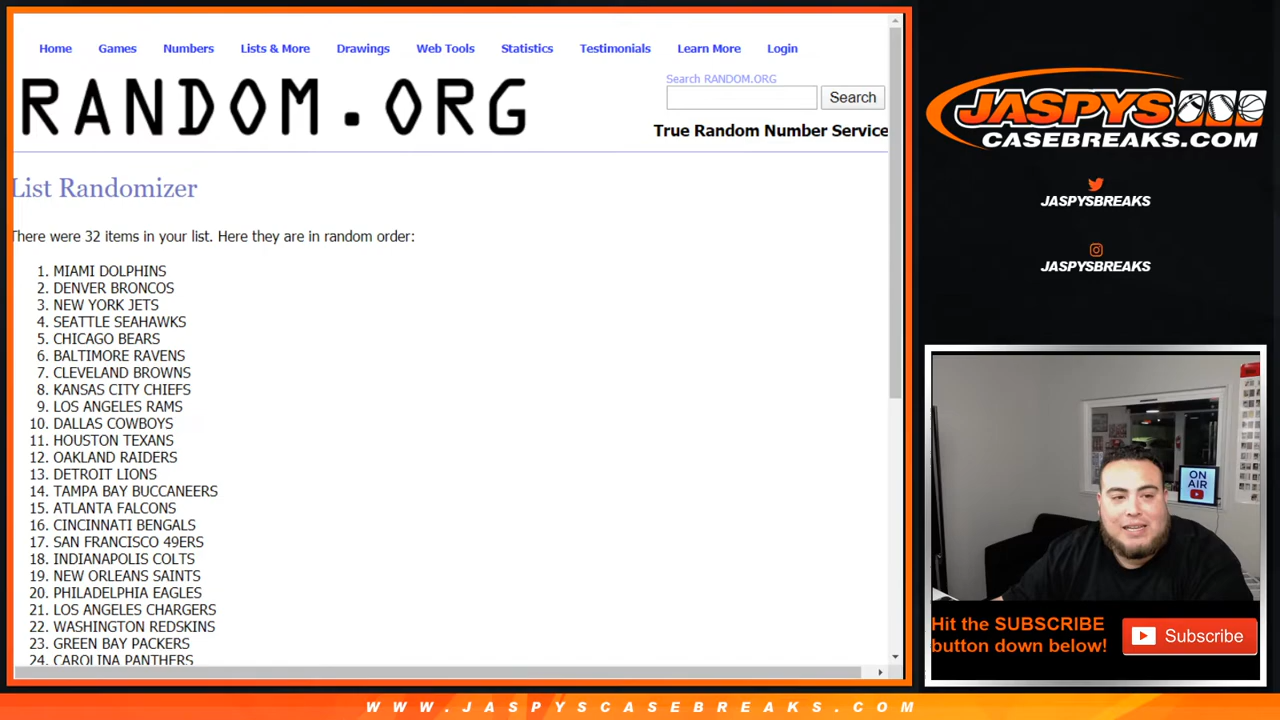 Home Games Numbers Lists & More Drawings Web Tools Statistics Testimonials Learn More Login
RANDOM.ORG
Search RANDOM.ORG
Search
True Random Number Service
List Randomizer
There were 32 items in your list. Here they are in random order:
1. MIAMI DOLPHINS
2. DENVER BRONCOS
3. NEW YORK JETS
4. SEATTLE SEAHAWKS
5. CHICAGO BEARS
6. BALTIMORE RAVENS
7. CLEVELAND BROWNS
8. KANSAS CITY CHIEFS
9. LOS ANGELES RAMS
10. DALLAS COWBOYS
11. HOUSTON TEXANS
12. OAKLAND RAIDERS
13. DETROIT LIONS
14. TAMPA BAY BUCCANEERS
15. ATLANTA FALCONS
16. CINCINNATI BENGALS
17. SAN FRANCISCO 49ERS
18. INDIANAPOLIS COLTS
19. NEW ORLEANS SAINTS
20. PHILADELPHIA EAGLES
21. LOS ANGELES CHARGERS
22. WASHINGTON REDSKINS
23. GREEN BAY PACKERS
24. CAROLINA PANTHERS
JASPYS
CASEBREAKS.COM
JASPYSBREAKS
JASPYSBREAKS
ON
AIR
Hit the SUBSCRIBE
button down below!
Subscribe
WWW.JASPYSCASEBREAKS.COM